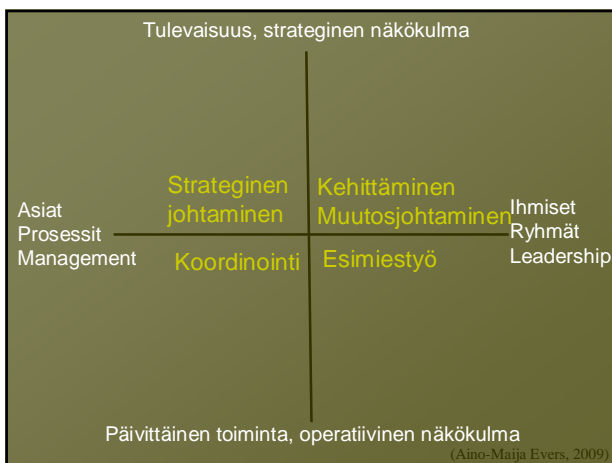 Tulevaisuus, strateginen näkökulma
Strateginen
johtaminen
Kehittäminen
Muutosjohtaminen
Asiat
Prosessit
Management
Ihmiset
Ryhmät
Leadership
Koordinointi
Esimiestyö
Päivittäinen toiminta, operatiivinen näkökulma
(Aino-Maija Evers, 2009)